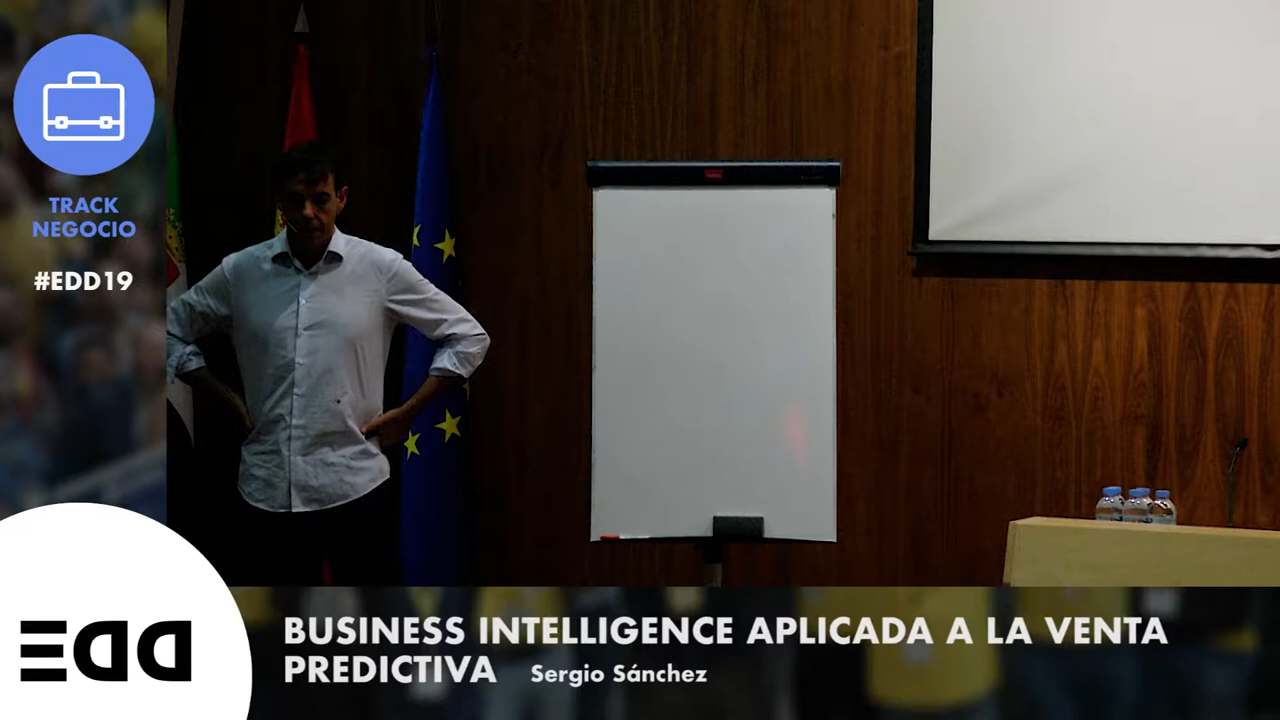 TRACK
NEGOCIO
#EDD19
EDD
BUSINESS INTELLIGENCE APLICADA A LA VENTA
PREDICTIVA Sergio Sánchez